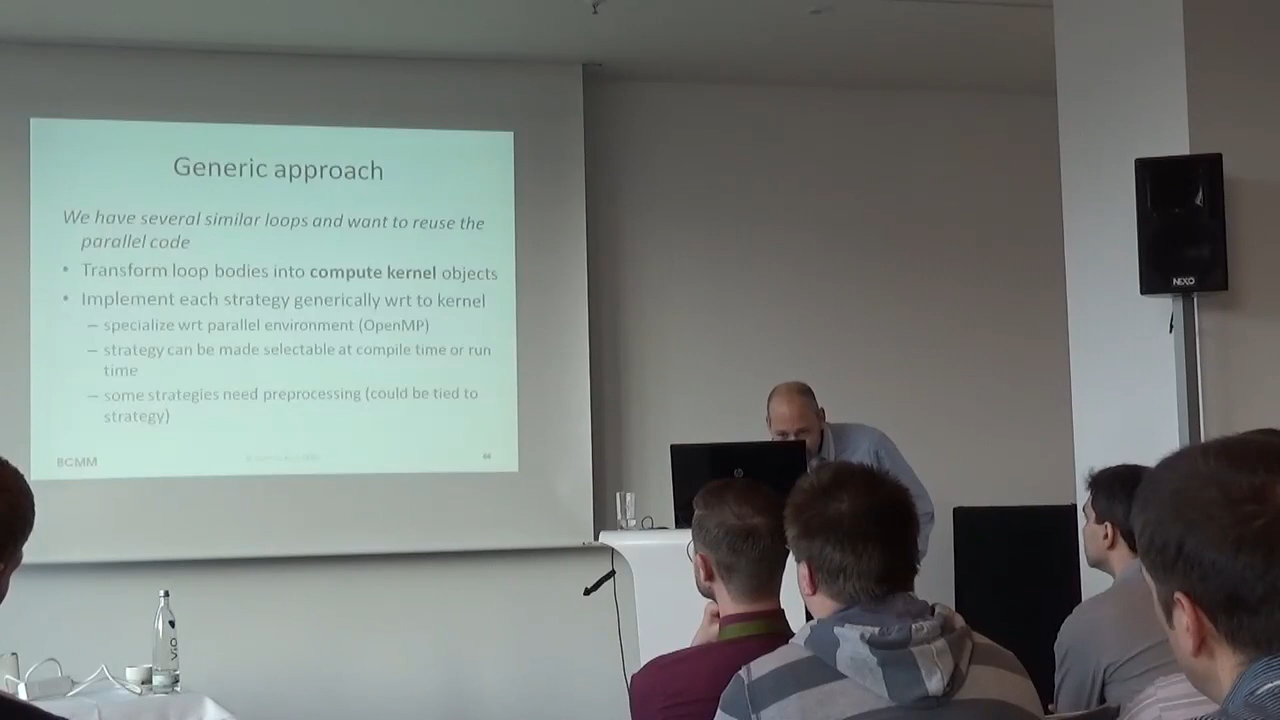 Generic approach
We have several similar loops and want to reuse the
parallel code
• Transform loop bodies into compute kernel objects
• Implement each strategy generically wrt to kernel
– specialize wrt parallel environment (OpenMP)
– strategy can be made selectable at compile time or run
time
– some strategies need preprocessing (could be tied to
strategy)
BCMM
NEXO
hp
ViO